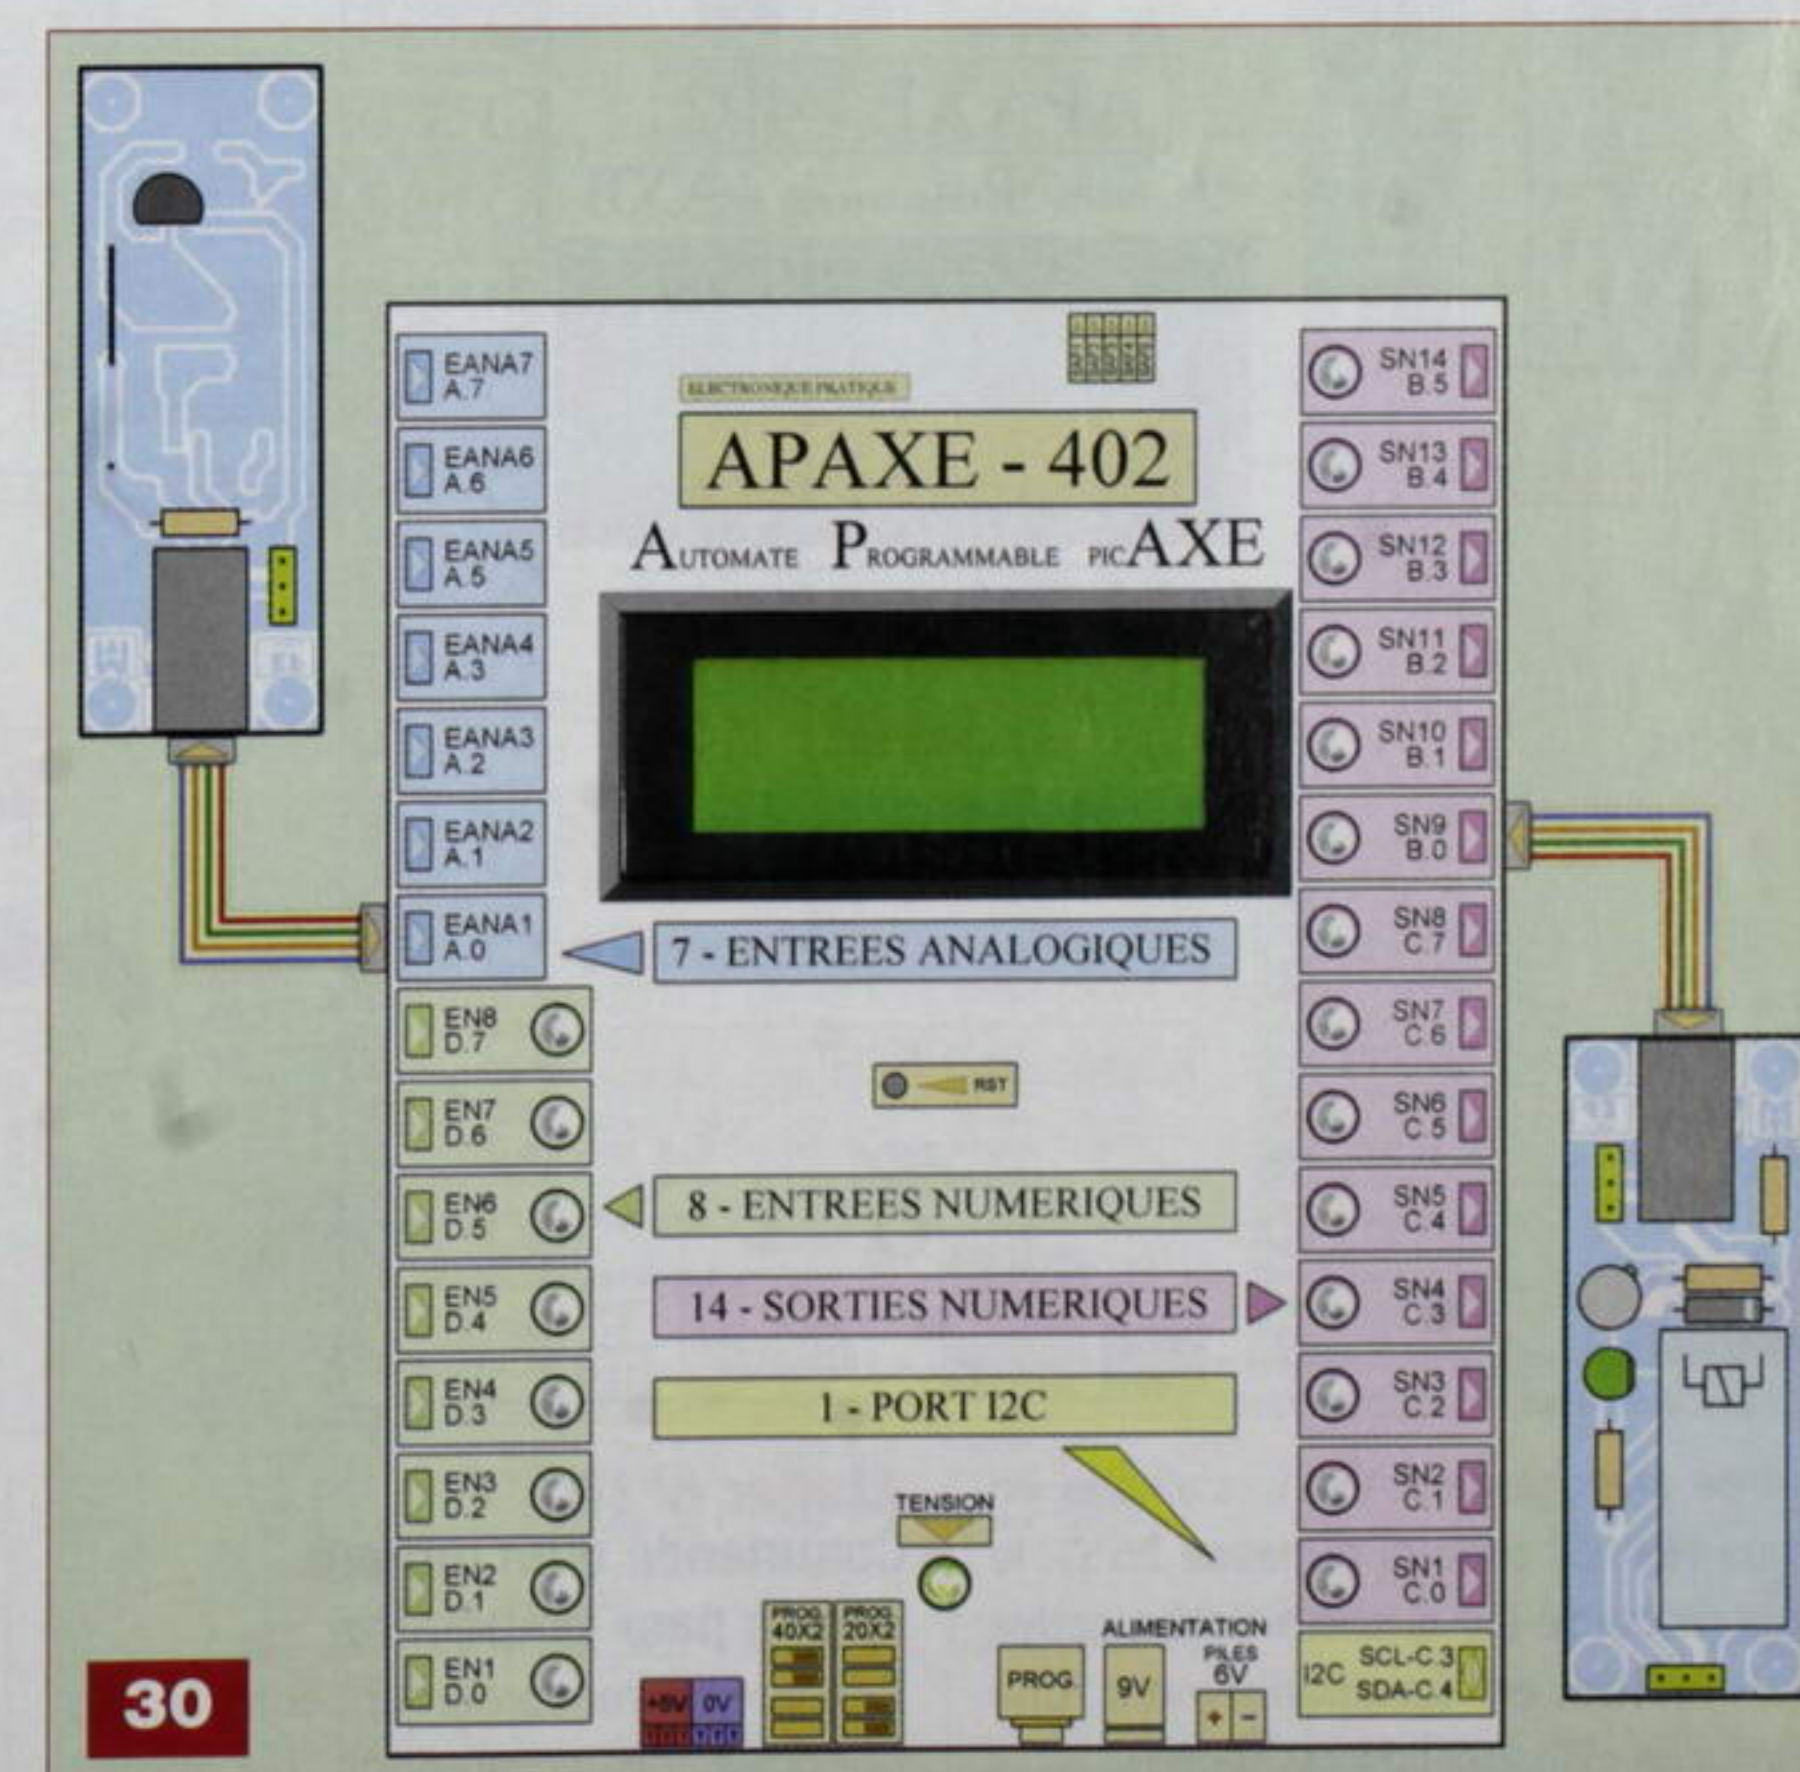 ELECTRONIQUE PRATIQUE
APAXE - 402
AUTOMATE PROGRAMMABLE PICAXE
EANA7
A.7
EANA6
A.6
EANA5
A.5
EANA4
A.3
EANA3
A.2
EANA2
A.1
EANA1
A.0
EN8
D.7
EN7
D.6
EN6
D.5
EN5
D.4
EN4
D.3
EN3
D.2
EN2
D.1
EN1
D.0
7 - ENTREES ANALOGIQUES
RST
8 - ENTREES NUMERIQUES
14 - SORTIES NUMERIQUES
1 - PORT I2C
TENSION
PROG. 40X2
PROG. 20X2
+5V 0V
PROG.
ALIMENTATION
9V
PILES
6V
+ -
SN14
B.5
SN13
B.4
SN12
B.3
SN11
B.2
SN10
B.1
SN9
B.0
SN8
C.7
SN7
C.6
SN6
C.5
SN5
C.4
SN4
C.3
SN3
C.2
SN2
C.1
SN1
C.0
I2C SCL-C.3
SDA-C.4
30